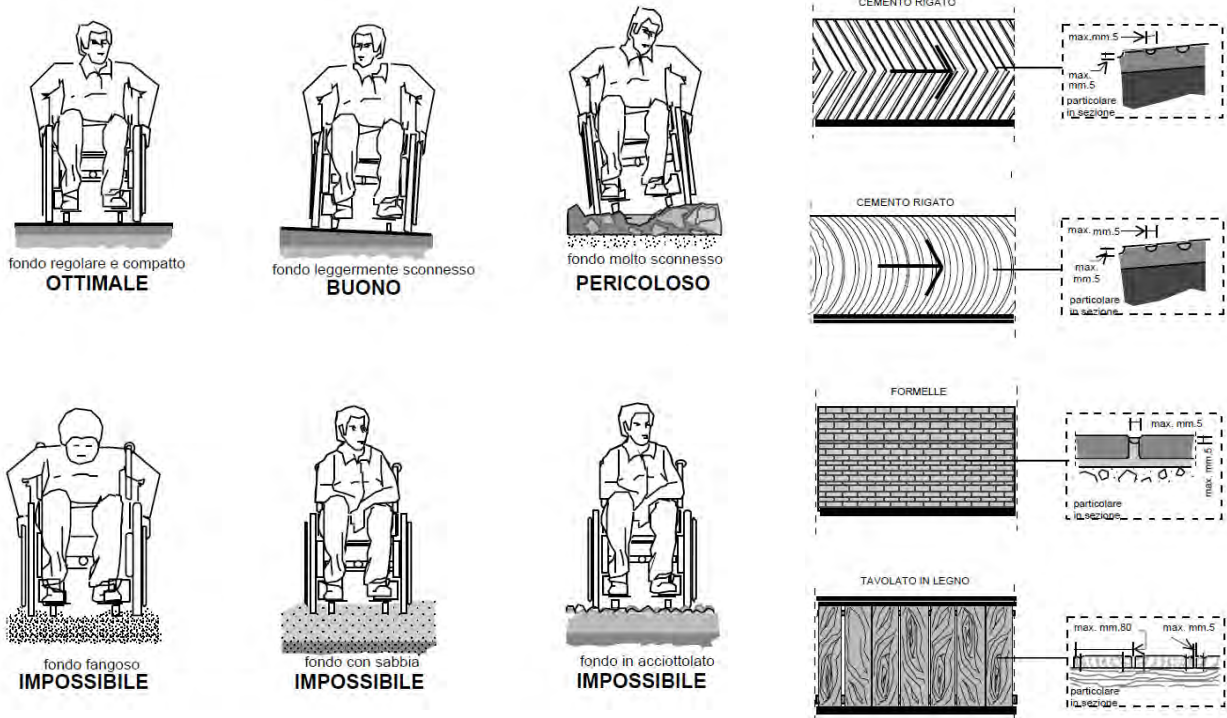 fondo regolare e compatto
OTTIMALE
fondo leggermente sconnesso
BUONO
fondo molto sconnesso
PERICOLOSO
fondo fangoso
IMPOSSIBILE
fondo con sabbia
IMPOSSIBILE
fondo in acciottolato
IMPOSSIBILE
CEMENTO RIGATO
max.mm.5
max.
mm.5
particolare
in sezione
CEMENTO RIGATO
max. mm.5
max.
mm.5
particolare
in sezione
FORMELLE
max. mm.5
max. mm.5
particolare
in sezione
TAVOLATO IN LEGNO
max. mm.80
max. mm.5
particolare
in sezione